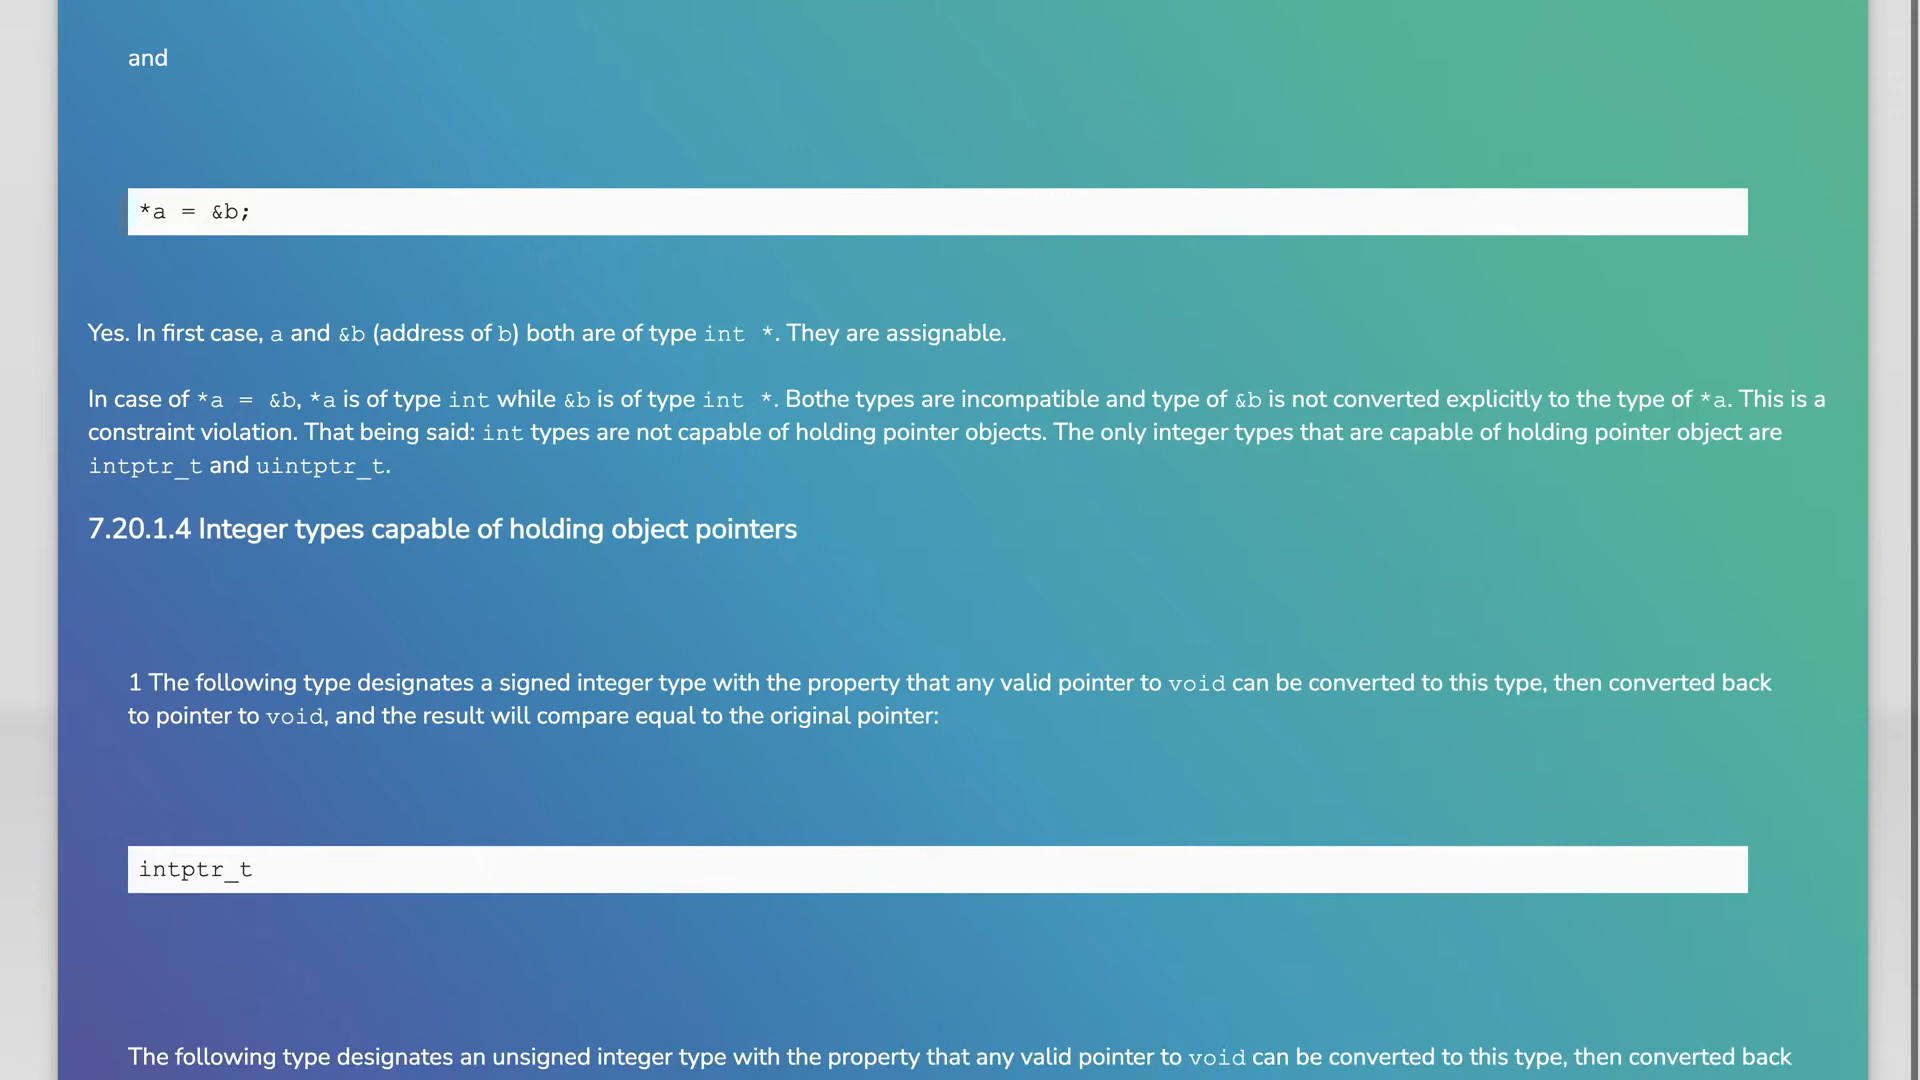 and
*a = &b;
Yes. In first case, a and &b (address of b) both are of type int *. They are assignable.
In case of *a = &b, *a is of type int while &b is of type int *. Bothe types are incompatible and type of &b is not converted explicitly to the type of *a. This is a
constraint violation. That being said: int types are not capable of holding pointer objects. The only integer types that are capable of holding pointer object are
intptr_t and uintptr_t.
7.20.1.4 Integer types capable of holding object pointers
1 The following type designates a signed integer type with the property that any valid pointer to void can be converted to this type, then converted back
to pointer to void, and the result will compare equal to the original pointer:
intptr_t
The following type designates an unsigned integer type with the property that any valid pointer to void can be converted to this type, then converted back